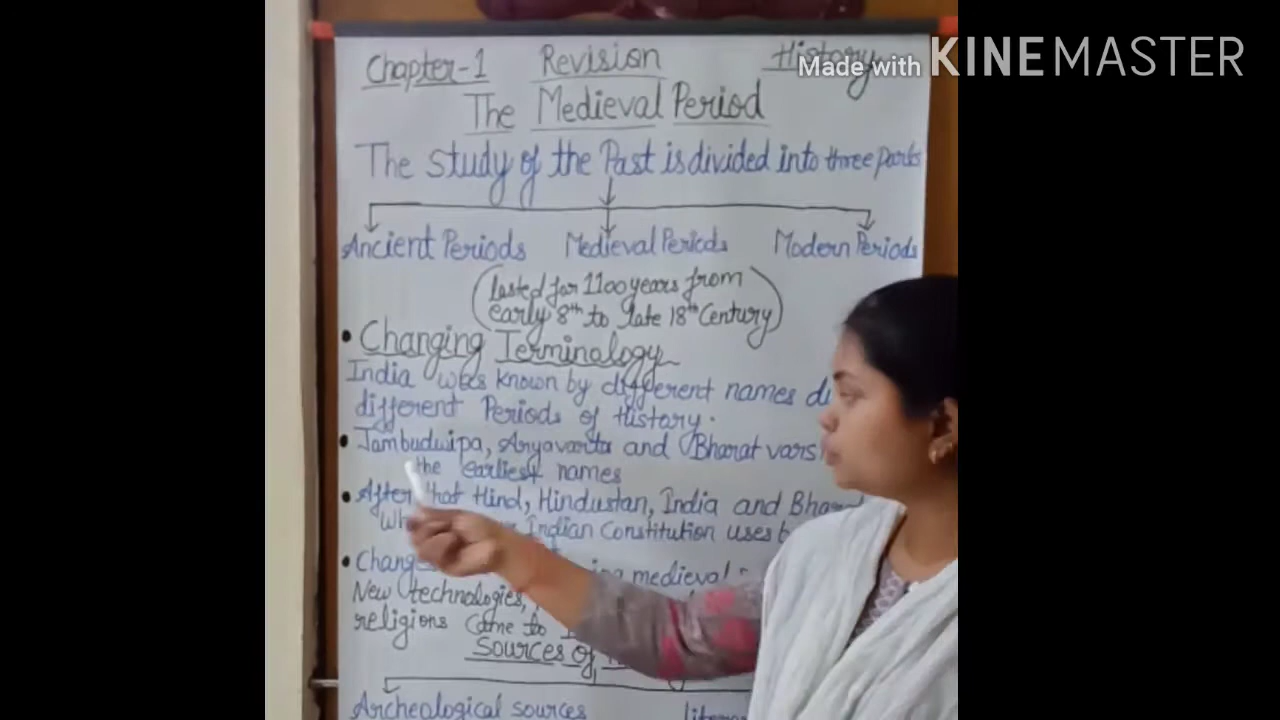 Chapter-1 Revision History
Made with KINEMASTER
The Medieval Period
The study of the Past is divided into three parts
Ancient Periods Medieval Periods Modern Periods
(lasted for 1100 years from
early 8th to late 18th Century)
• Changing Terminology
India was known by different names
different Periods of History.
• Jambudwipa, Aryavarta and Bharat
the earliest names
• After that Hind, Hindustan, India and
Indian Constitution uses
• medieval
New technologies,
religions came to
Sources of
Archeological sources